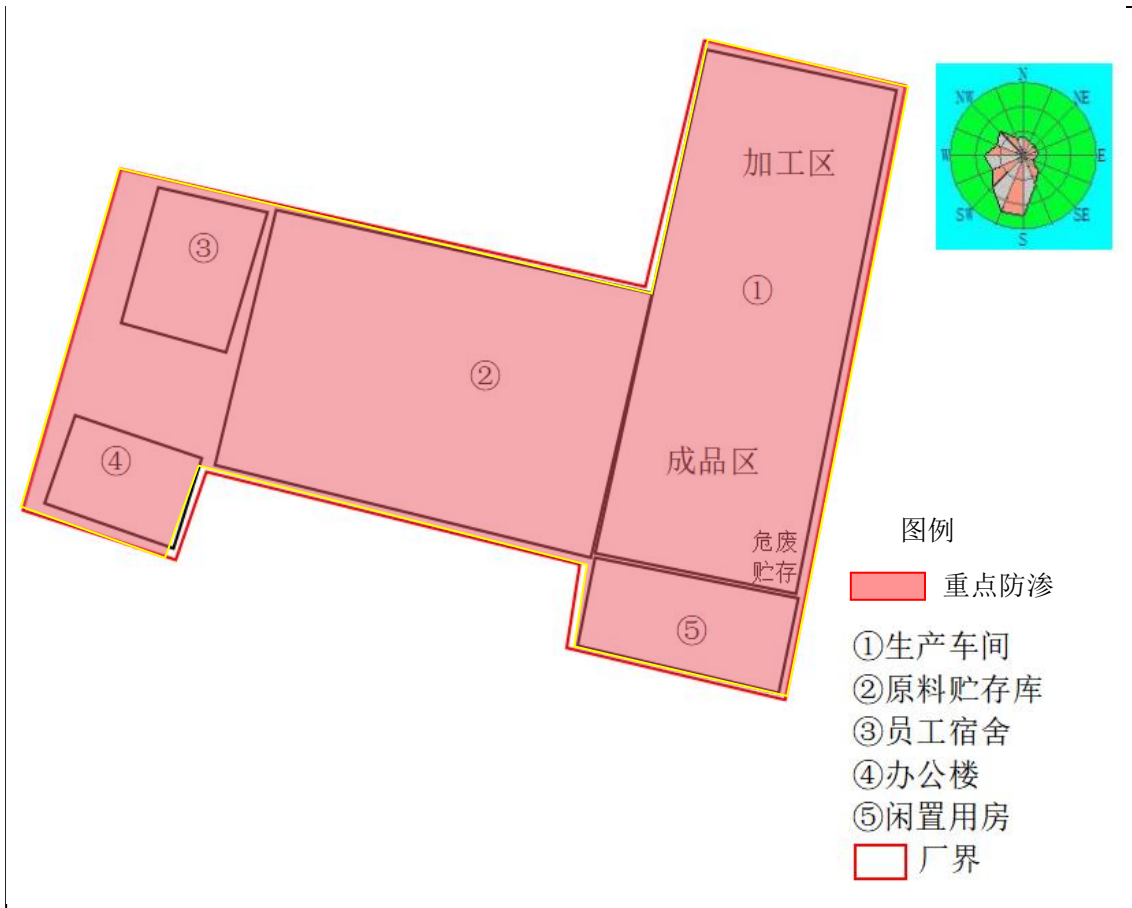 加工区
①
③
②
成品区
④
危废
贮存
⑤
N
NW
NE
W
E
SW
SE
S
图例
重点防渗
①生产车间
②原料贮存库
③员工宿舍
④办公楼
⑤闲置用房
厂界